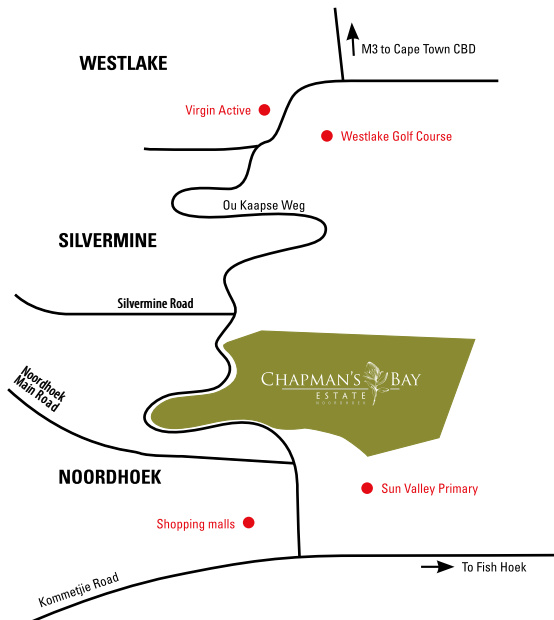 M3 to Cape Town CBD
WESTLAKE
Virgin Active
Westlake Golf Course
Ou Kaapse Weg
SILVERMINE
Silvermine Road
Noordhoek
Main Road
CHAPMAN'S BAY
ESTATE
NOORDHOEK
NOORDHOEK
Sun Valley Primary
Shopping malls
To Fish Hoek
Kommetjie Road